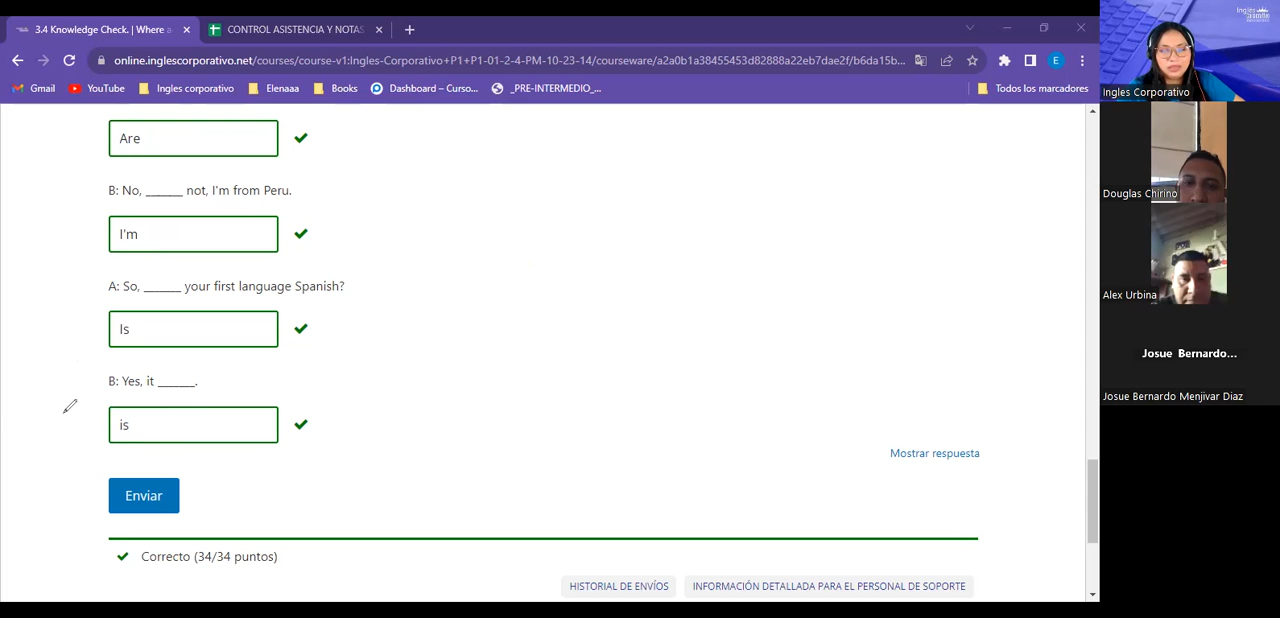 3.4 Knowledge Check. | Where a
CONTROL ASISTENCIA Y NOTAS
online.inglescorporativo.net/courses/course-v1:Ingles-Corporativo+P1+P1-01-2-4-PM-10-23-14/courseware/a2a0b1a38455453d82888a22eb7dae2f/b6da15b...
E
Gmail
YouTube
Ingles corporativo
Elenaaa
Books
Dashboard – Curso...
_PRE-INTERMEDIO_...
Todos los marcadores
Are
B: No, ______ not, I'm from Peru.
I'm
A: So, ______ your first language Spanish?
Is
B: Yes, it ______.
is
Mostrar respuesta
Enviar
Correcto (34/34 puntos)
HISTORIAL DE ENVÍOS
INFORMACIÓN DETALLADA PARA EL PERSONAL DE SOPORTE
Ingles
Ingles Corporativo
Douglas Chirino
Alex Urbina
Josue Bernardo...
Josue Bernardo Menjivar Diaz